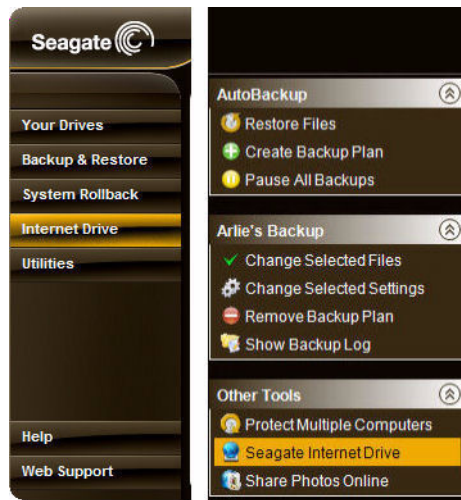 Seagate
Your Drives
Backup & Restore
System Rollback
Internet Drive
Utilities
Help
Web Support
AutoBackup
Restore Files
Create Backup Plan
Pause All Backups
Arlie's Backup
Change Selected Files
Change Selected Settings
Remove Backup Plan
Show Backup Log
Other Tools
Protect Multiple Computers
Seagate Internet Drive
Share Photos Online